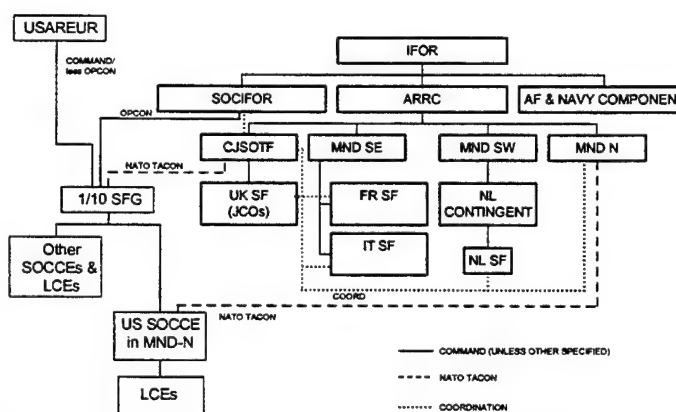 USAREUR
IFOR
COMMAND/
less OPCON
SOCIFOR
ARRC
AF & NAVY COMPONEN
OPCON
CJSOTF
MND SE
MND SW
MND N
NATO TACON
1/10 SFG
UK SF
(JCOs)
FR SF
NL
CONTINGENT
Other
SOCCEs &
LCEs
IT SF
NL SF
COORD
US SOCCE
in MND-N
NATO TACON
LCEs
COMMAND (UNLESS OTHER SPECIFIED)
NATO TACON
COORDINATION